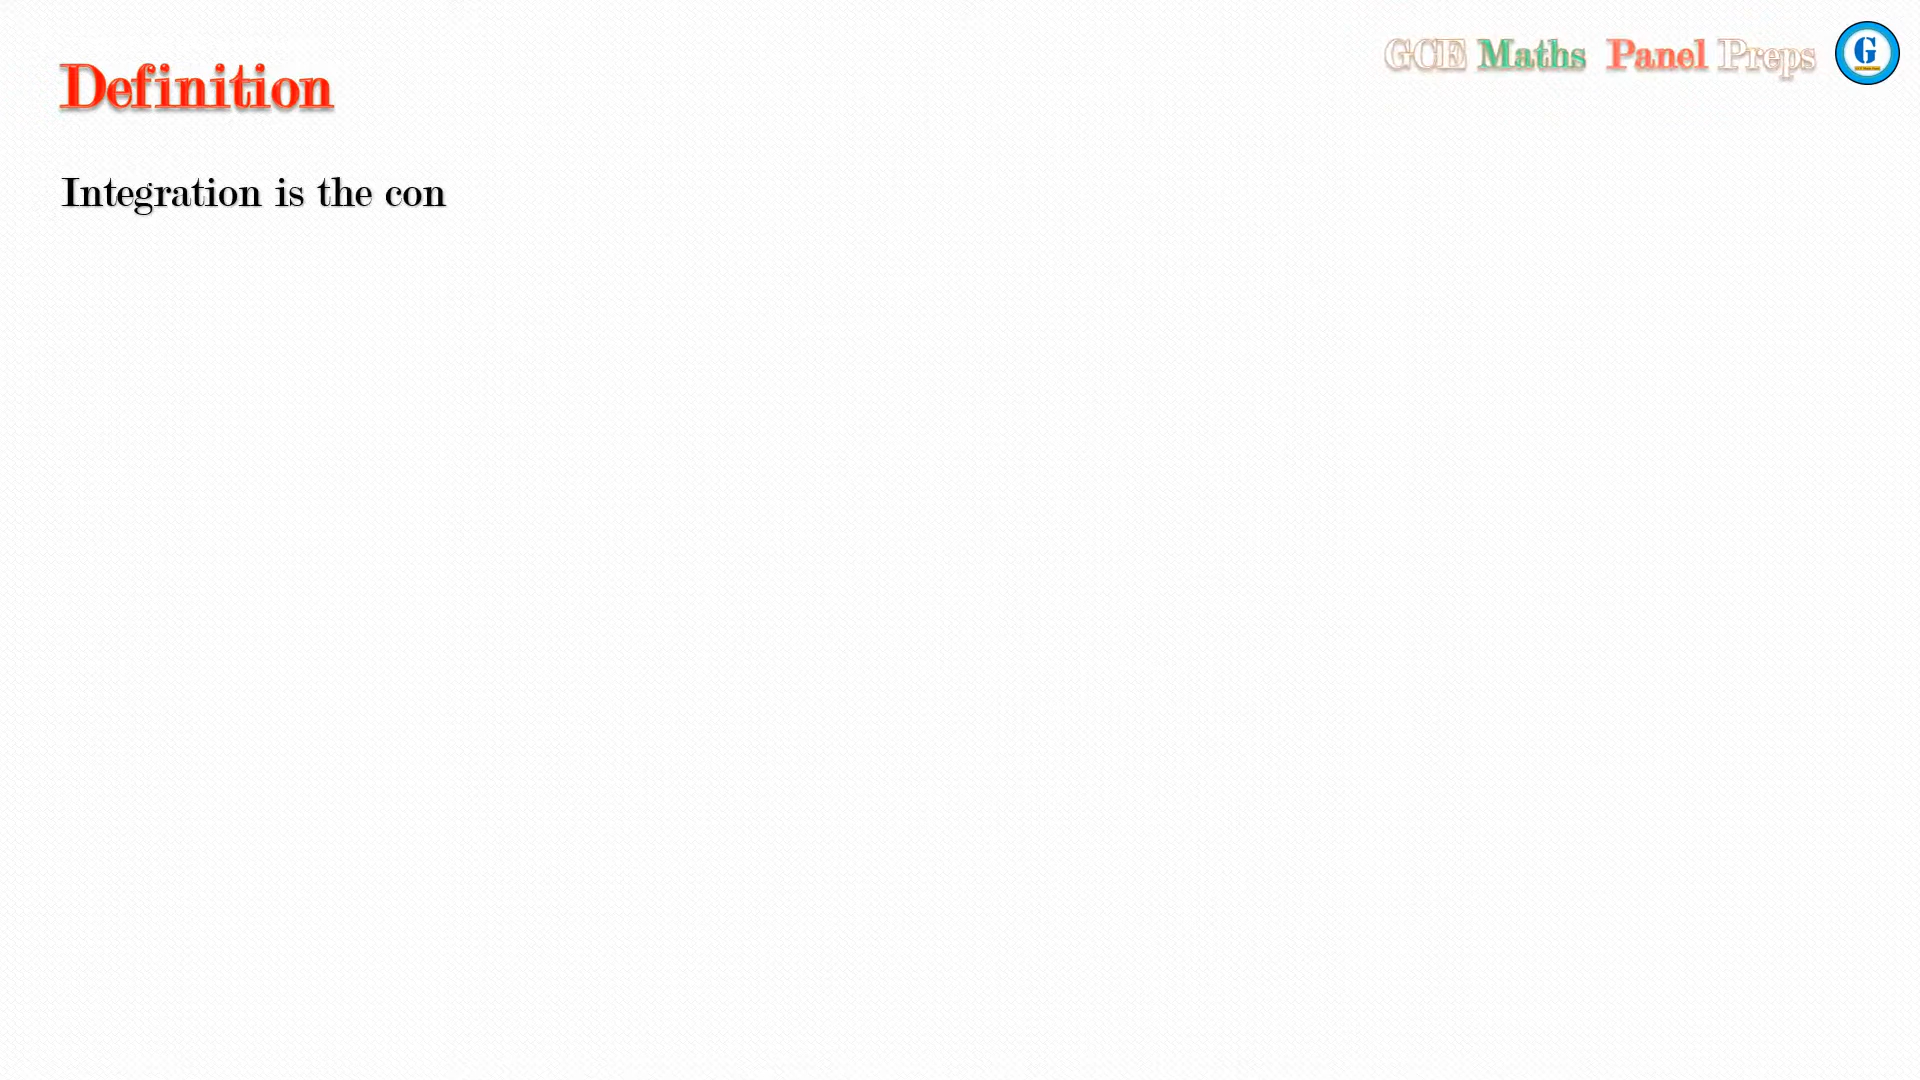 GCE Maths Panel Preps G
Definition
Integration is the con